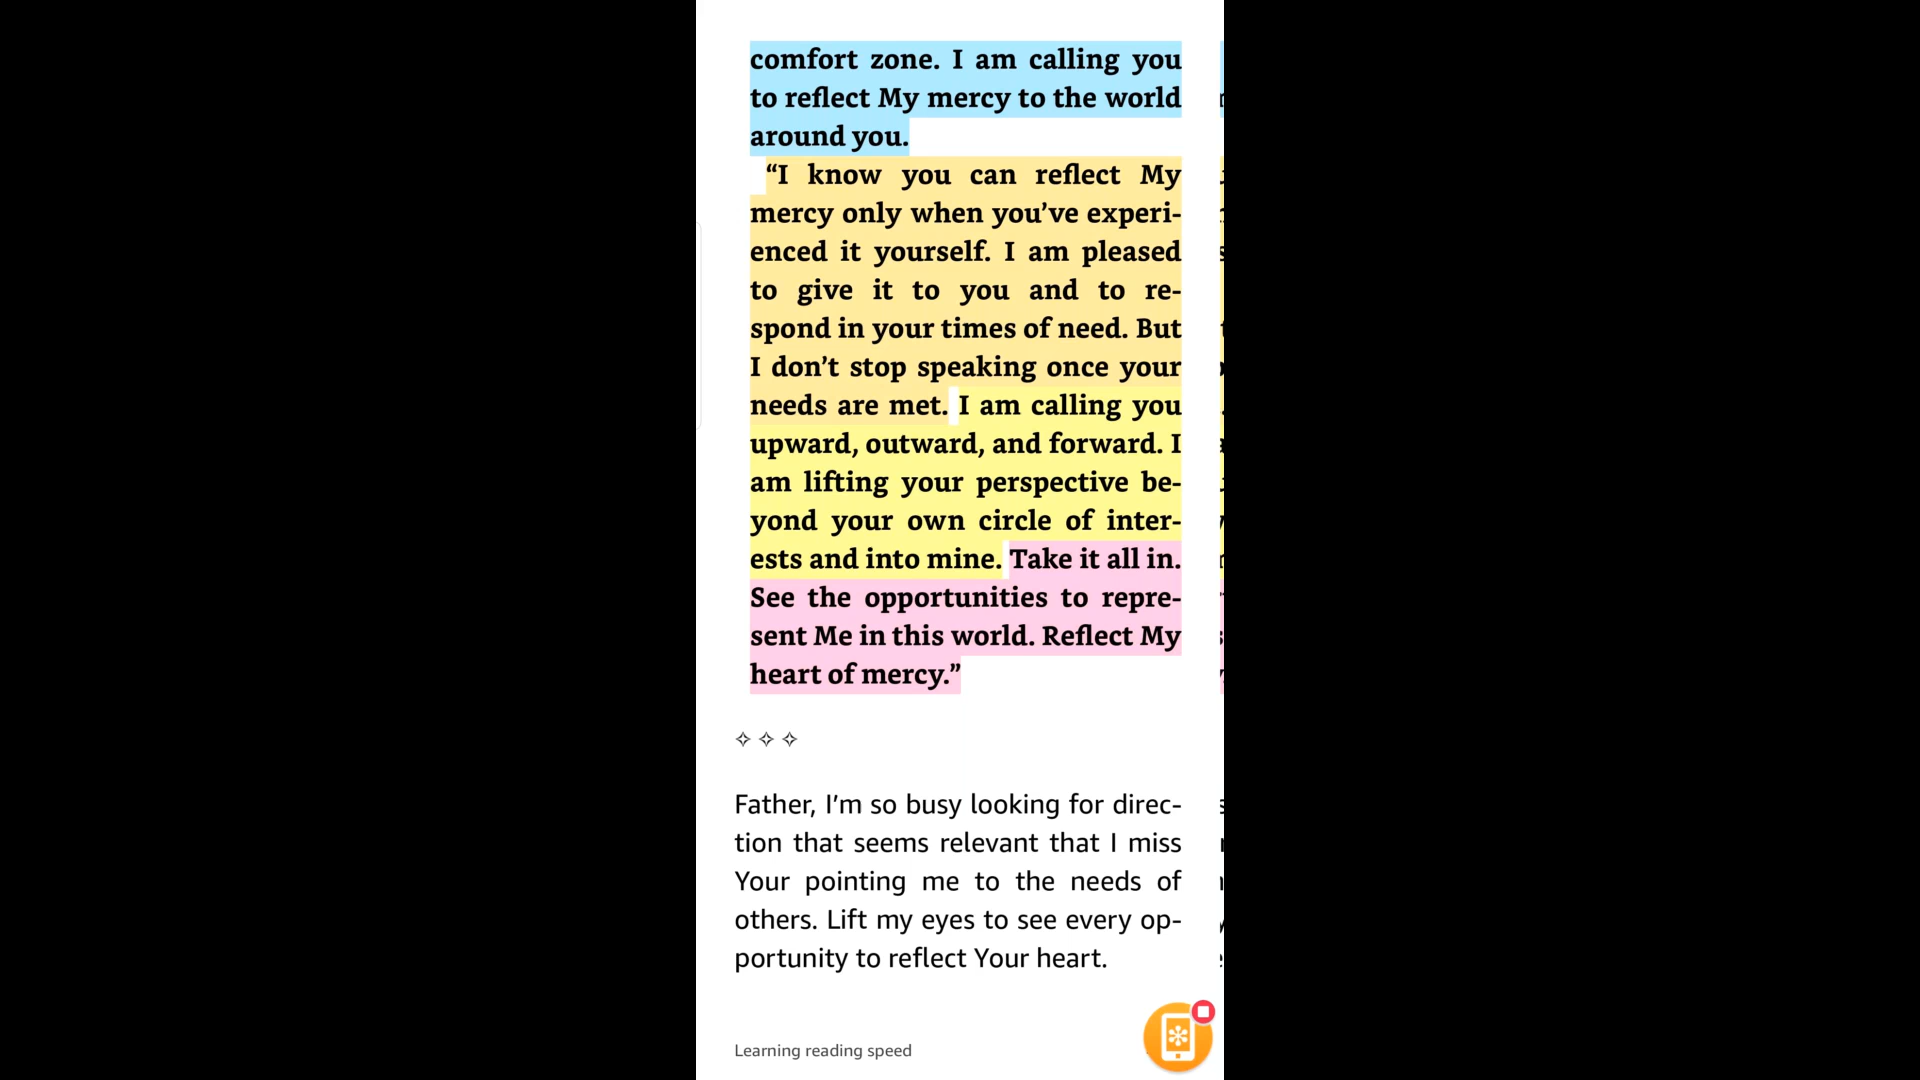 comfort zone. I am calling you
to reflect My mercy to the world
around you.
“I know you can reflect My
mercy only when you’ve experi-
enced it yourself. I am pleased
to give it to you and to re-
spond in your times of need. But
I don’t stop speaking once your
needs are met. I am calling you
upward, outward, and forward. I
am lifting your perspective be-
yond your own circle of inter-
ests and into mine. Take it all in.
See the opportunities to repre-
sent Me in this world. Reflect My
heart of mercy.”
Father, I’m so busy looking for direc-
tion that seems relevant that I miss
Your pointing me to the needs of
others. Lift my eyes to see every op-
portunity to reflect Your heart.
Learning reading speed